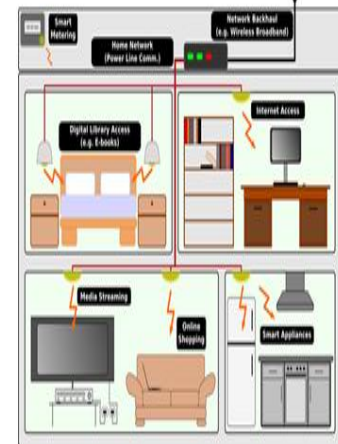 Smart
Metering
Network Backhaul
(e.g. Wireless Broadband)
Home Network
(Power Line Comm.)
Digital Library Access
(e.g. E-books)
Internet Access
Media Streaming
Online
Shopping
Smart Appliances